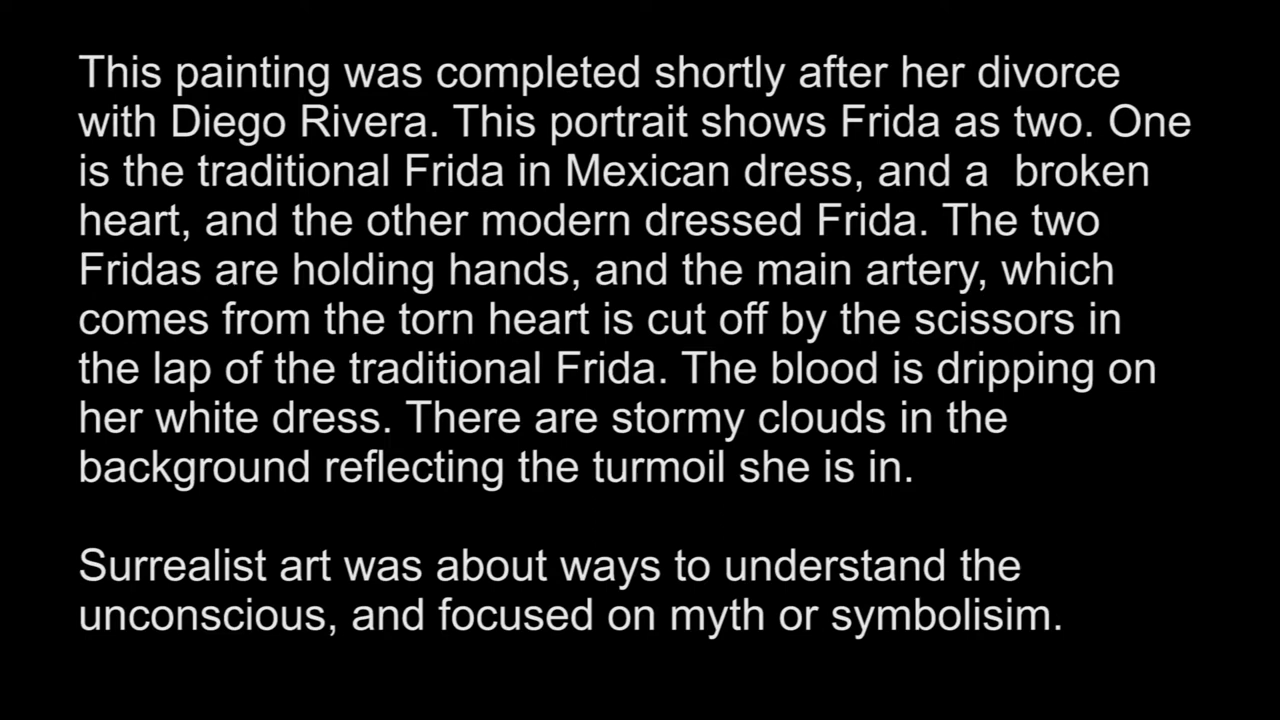 This painting was completed shortly after her divorce
with Diego Rivera. This portrait shows Frida as two. One
is the traditional Frida in Mexican dress, and a  broken
heart, and the other modern dressed Frida. The two
Fridas are holding hands, and the main artery, which
comes from the torn heart is cut off by the scissors in
the lap of the traditional Frida. The blood is dripping on
her white dress. There are stormy clouds in the
background reflecting the turmoil she is in.
Surrealist art was about ways to understand the
unconscious, and focused on myth or symbolisim.